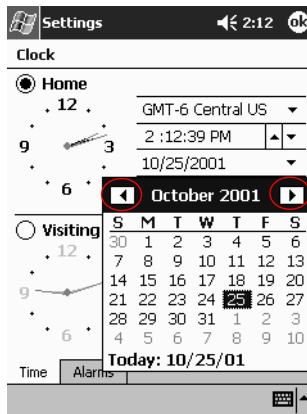 Settings 2:12 ok
Clock
Home
12
9 3
6
GMT-6 Central US
2 :12:39 PM
10/25/2001
October 2001
S M T W T F S
30 1 2 3 4 5 6
7 8 9 10 11 12 13
14 15 16 17 18 19 20
21 22 23 24 25 26 27
28 29 30 31 1 2 3
4 5 6 7 8 9 10
Today: 10/25/01
Visiting
12
9
6
Time Alarms